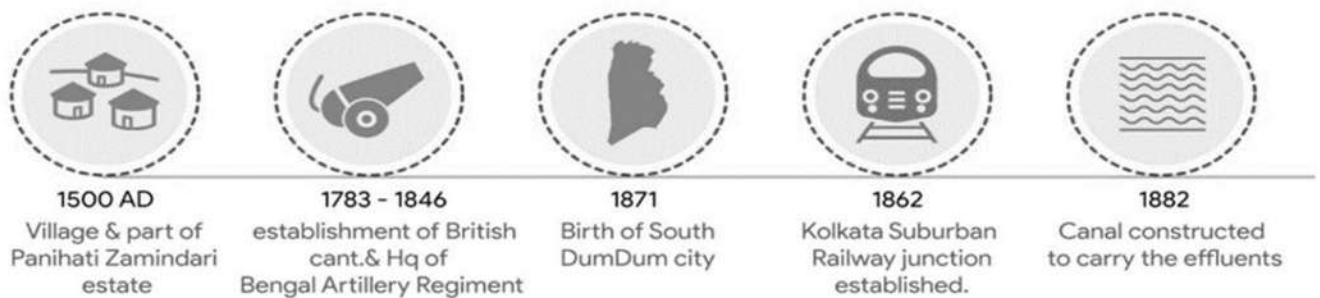 1500 AD
Village & part of
Panihati Zamindari
estate
1783 - 1846
establishment of British
cant.& Hq of
Bengal Artillery Regiment
1871
Birth of South
DumDum city
1862
Kolkata Suburban
Railway junction
established.
1882
Canal constructed
to carry the effluents